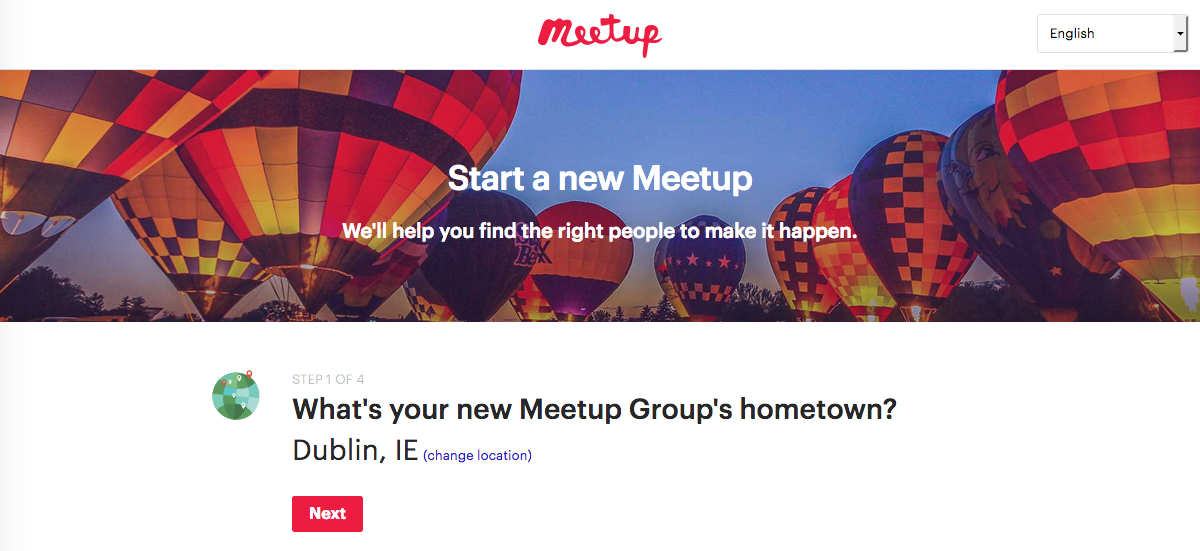 meetup
English
Start a new Meetup
We'll help you find the right people to make it happen.
STEP 1 OF 4
What's your new Meetup Group's hometown?
Dublin, IE (change location)
Next